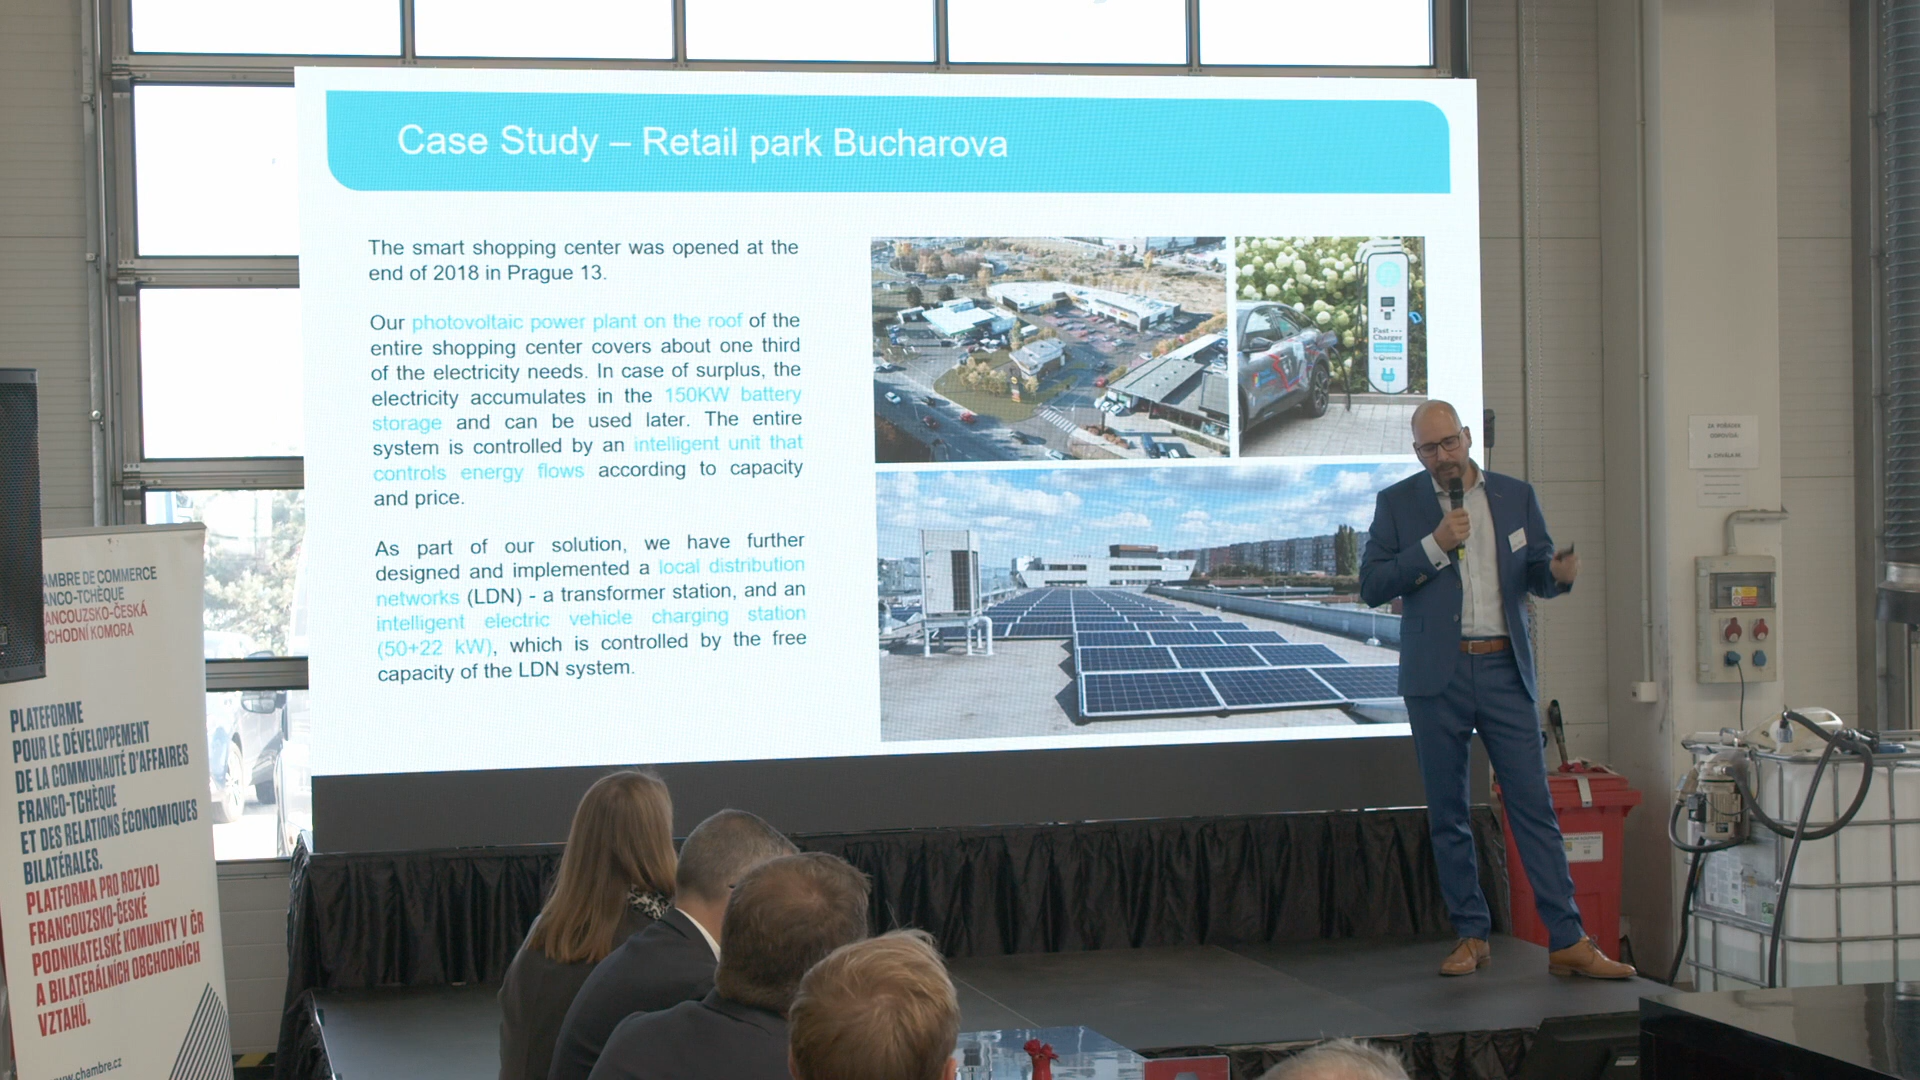 Case Study – Retail park Bucharova
The smart shopping center was opened at the
end of 2018 in Prague 13.
Our photovoltaic power plant on the roof of the
entire shopping center covers about one third
of the electricity needs. In case of surplus, the
electricity accumulates in the 150KW battery
storage and can be used later. The entire
system is controlled by an intelligent unit that
controls energy flows according to capacity
and price.
As part of our solution, we have further
designed and implemented a local distribution
networks (LDN) - a transformer station, and an
intelligent electric vehicle charging station
(50+22 kW), which is controlled by the free
capacity of the LDN system.
Fast
Charger
AMBRE DE COMMERCE
ANCO-TCHÈQUE
ANCOUZSKO-ČESKÁ
CHODNÍ KOMORA
PLATEFORME
POUR LE DÉVELOPPEMENT
DE LA COMMUNAUTÉ D'AFFAIRES
FRANCO-TCHÈQUE
ET DES RELATIONS ÉCONOMIQUES
BILATÉRALES.
PLATFORMA PRO ROZVOJ
FRANCOUZSKO-ČESKÉ
PODNIKATELSKÉ KOMUNITY V ČR
A BILATERÁLNÍCH OBCHODNÍCH
VZTAHŮ.
www.chambre.cz